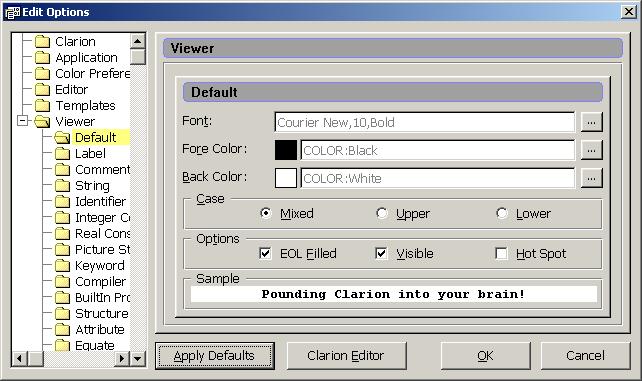 Edit Options
Clarion
Application
Color Prefere
Editor
Templates
Viewer
Default
Label
Comment
String
Identifier
Integer Co
Real Cons
Picture St
Keyword
Compiler
BuiltIn Pro
Structure
Attribute
Equate
Viewer
Default
Font: Courier New,10,Bold ...
Fore Color: COLOR:Black ...
Back Color: COLOR:White ...
Case
Mixed Upper Lower
Options
EOL Filled Visible Hot Spot
Sample
Pounding Clarion into your brain!
Apply Defaults Clarion Editor OK Cancel